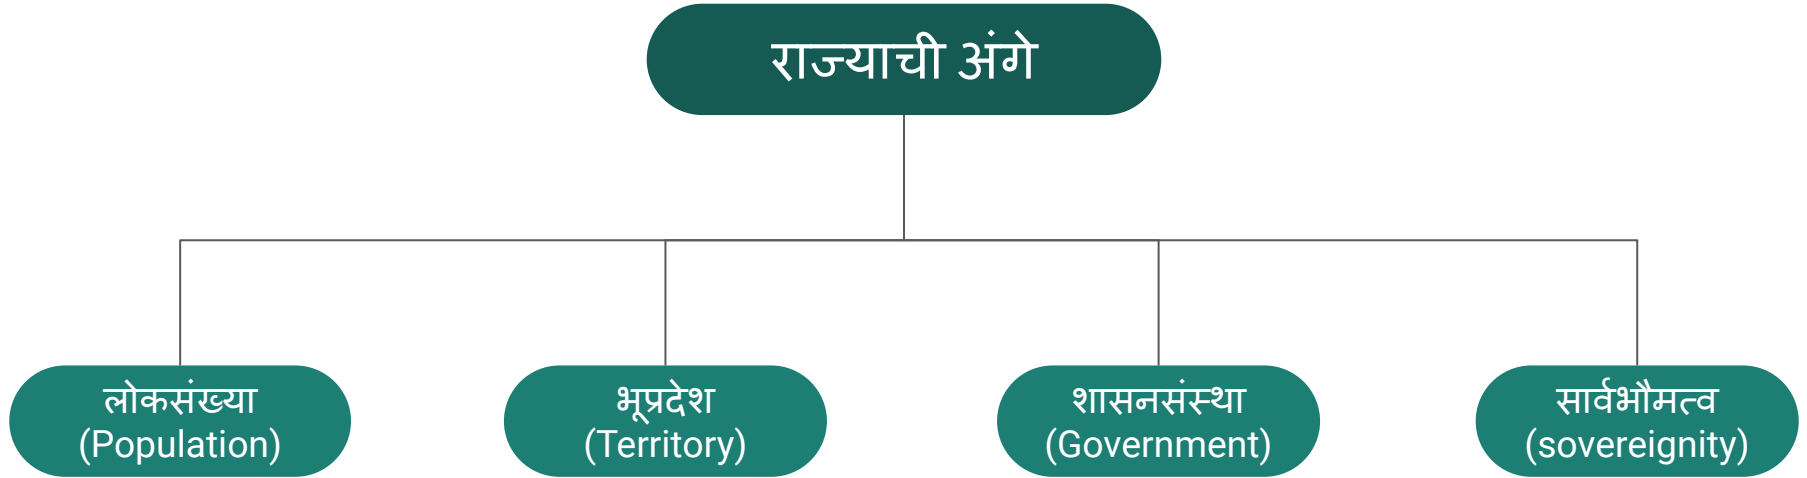 राज्याची अंगे
लोकसंख्या
(Population)
भूप्रदेश
(Territory)
शासनसंस्था
(Government)
सार्वभौमत्व
(sovereignity)